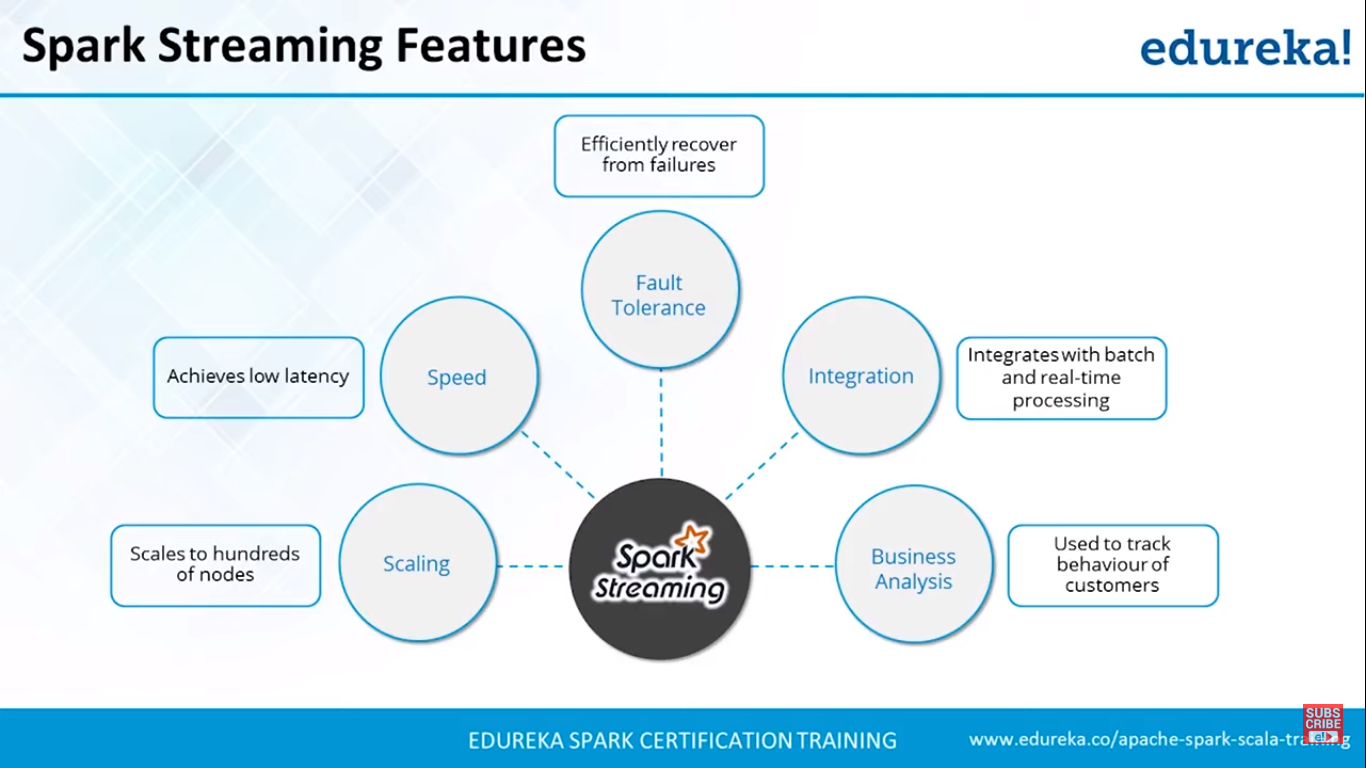 Spark Streaming Features
edureka!
Efficiently recover
from failures
Fault
Tolerance
Achieves low latency
Speed
Integration
Integrates with batch
and real-time
processing
Scales to hundreds
of nodes
Scaling
Spark
Streaming
Business
Analysis
Used to track
behaviour of
customers
EDUREKA SPARK CERTIFICATION TRAINING
www.edureka.co/apache-spark-scala-training
SUBS
CRIBE
e!